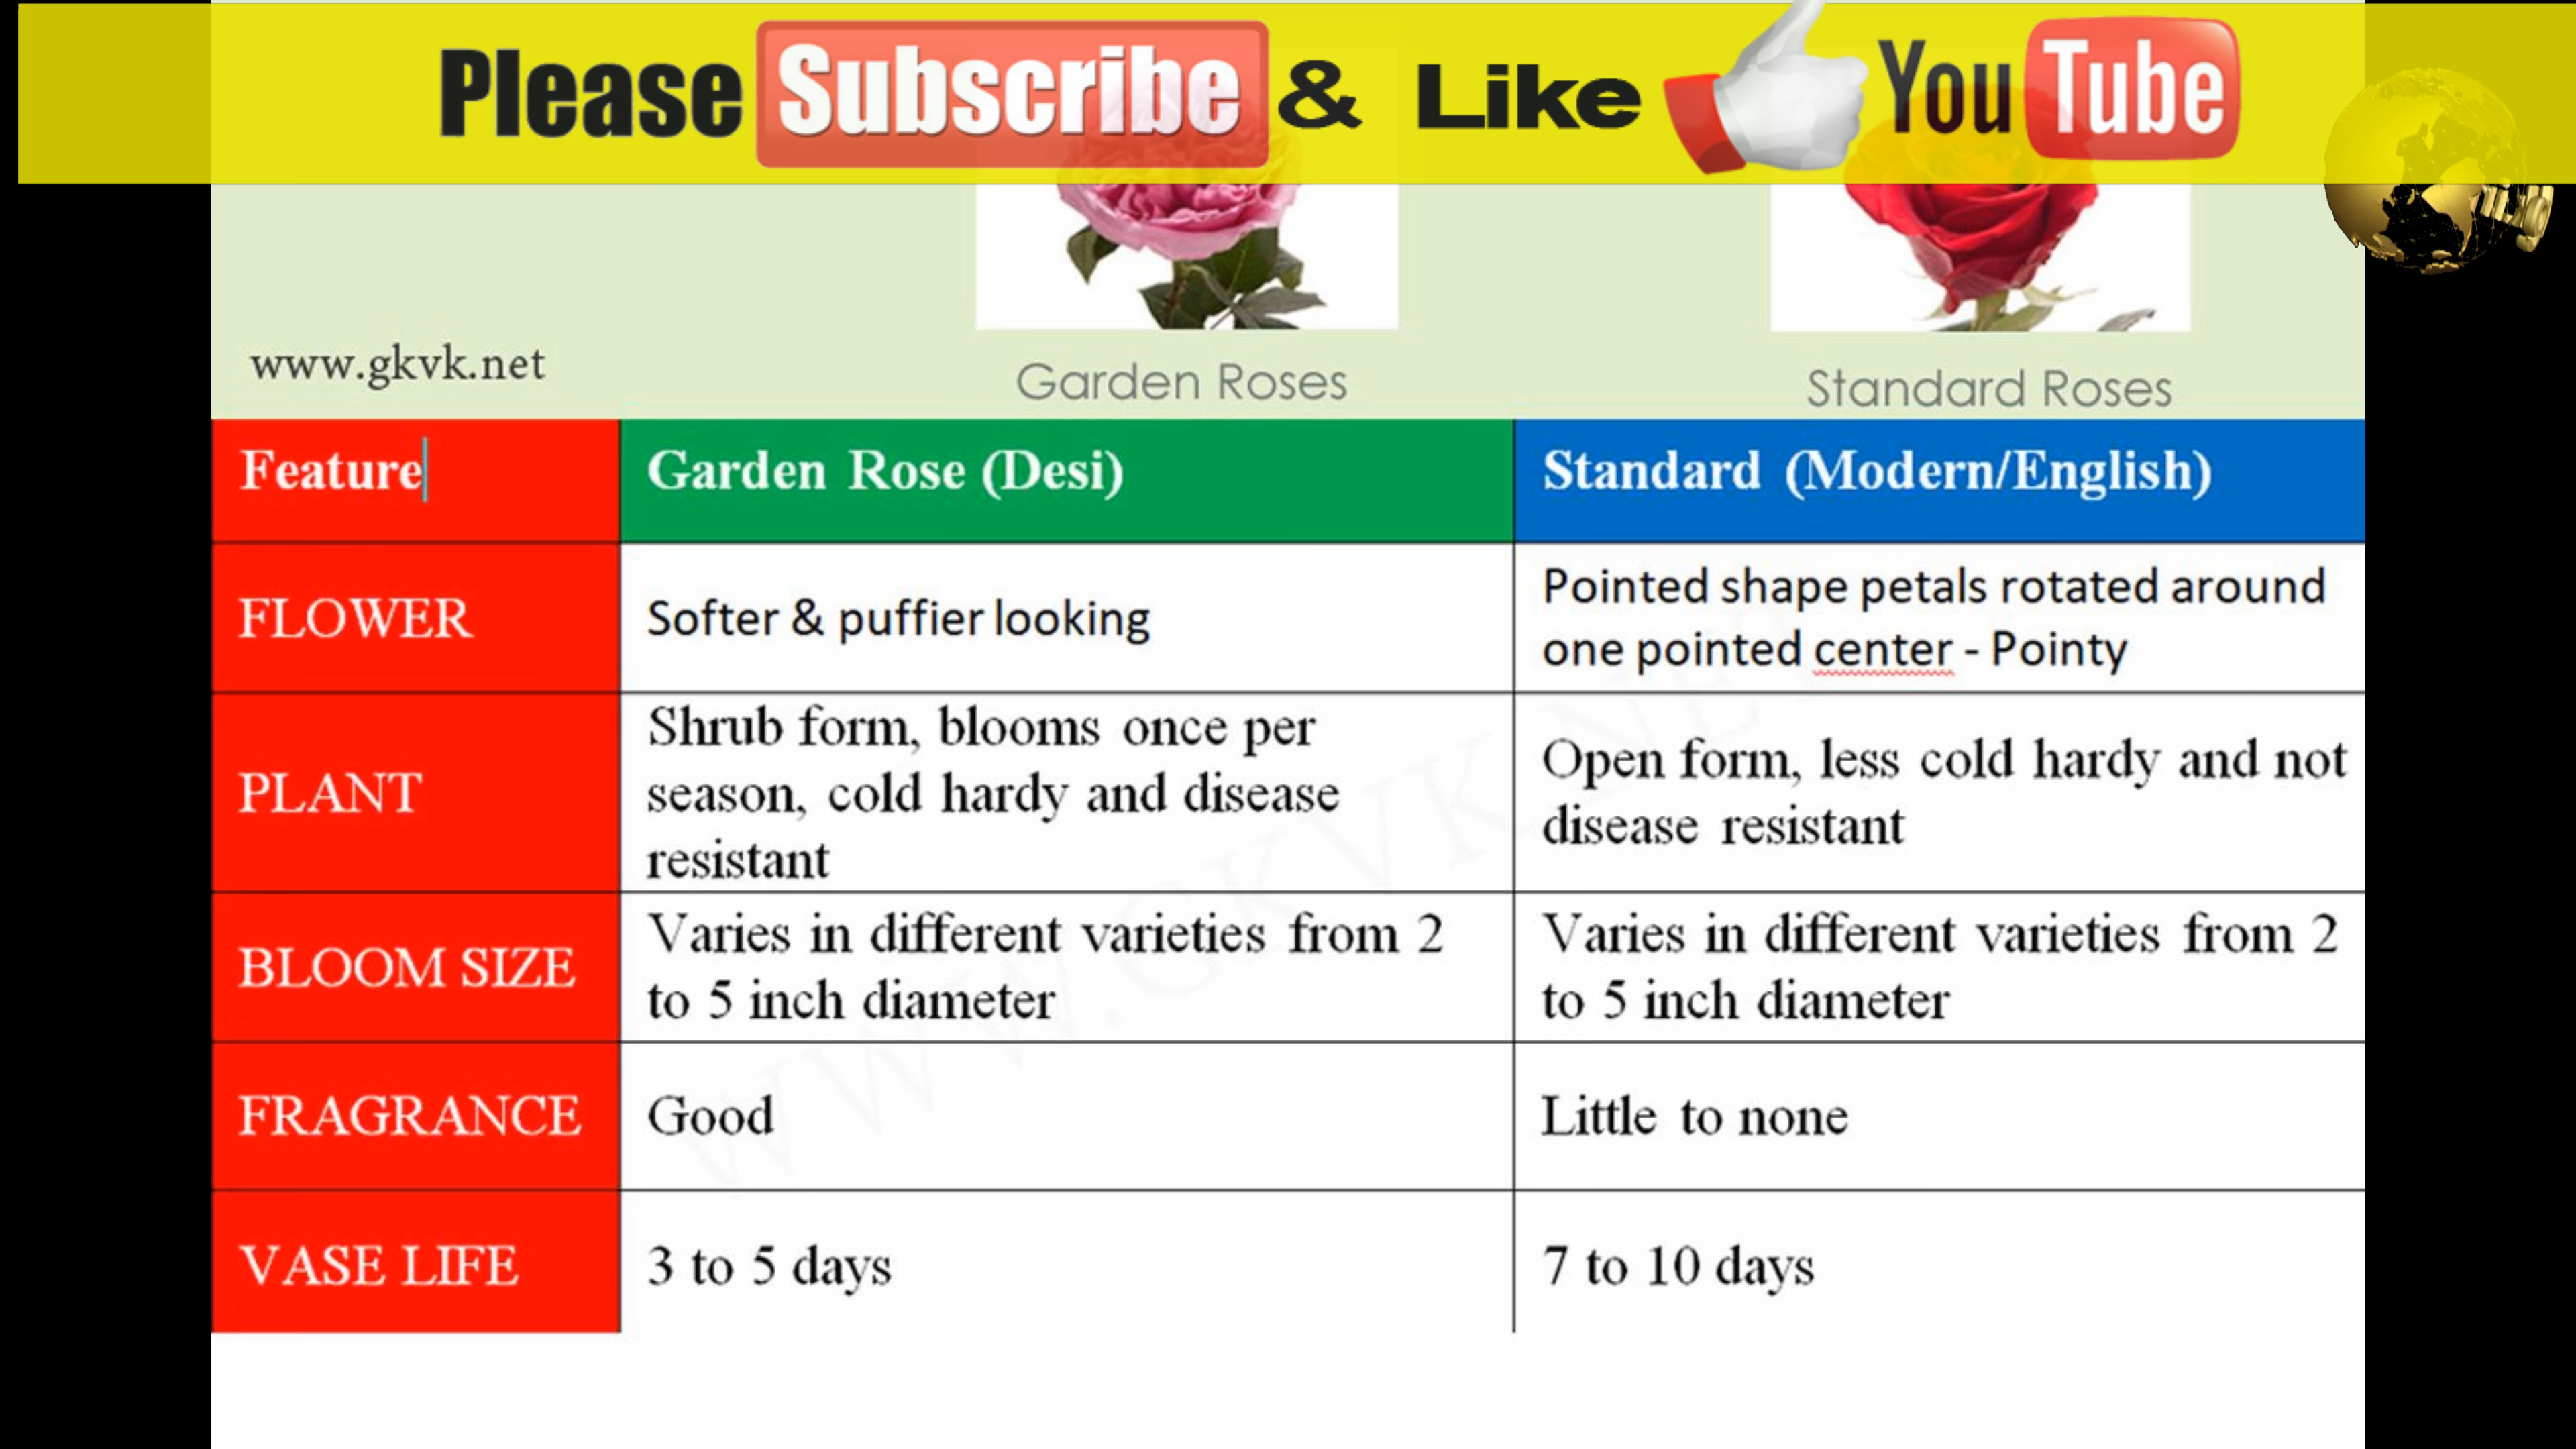 Please Subscribe & Like YouTube
www.gkvk.net
Garden Roses
Standard Roses
Feature
Garden Rose (Desi)
Standard (Modern/English)
FLOWER
Softer & puffier looking
Pointed shape petals rotated around
one pointed center - Pointy
PLANT
Shrub form, blooms once per
season, cold hardy and disease
resistant
Open form, less cold hardy and not
disease resistant
BLOOM SIZE
Varies in different varieties from 2
to 5 inch diameter
Varies in different varieties from 2
to 5 inch diameter
FRAGRANCE
Good
Little to none
VASE LIFE
3 to 5 days
7 to 10 days
WWW.GKVK.NET